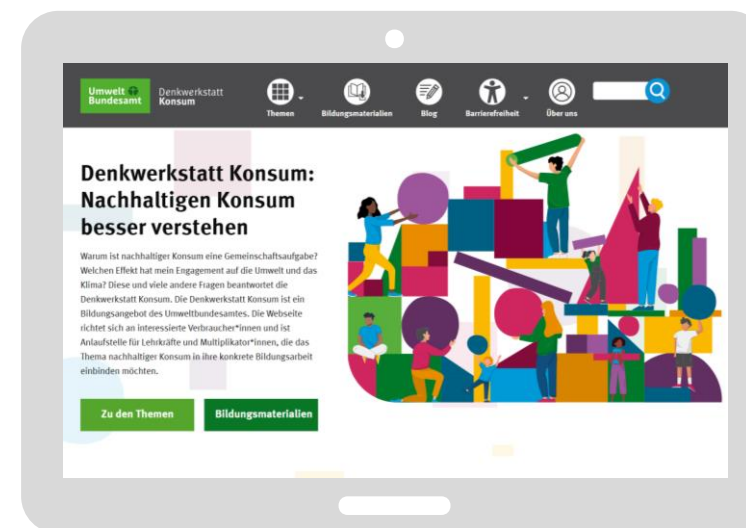 Umwelt
Bundesamt
Denkwerkstatt
Konsum
Themen
Bildungsmaterialien
Blog
Barrierefreiheit
Über uns
Denkwerkstatt Konsum:
Nachhaltigen Konsum
besser verstehen
Warum ist nachhaltiger Konsum eine Gemeinschaftsaufgabe?
Welchen Effekt hat mein Engagement auf die Umwelt und das
Klima? Diese und viele andere Fragen beantwortet die
Denkwerkstatt Konsum. Die Denkwerkstatt Konsum ist ein
Bildungsangebot des Umweltbundesamtes. Die Webseite
richtet sich an interessierte Verbraucher*innen und ist
Anlaufstelle für Lehrkräfte und Multiplikator*innen, die das
Thema nachhaltiger Konsum in ihre konkrete Bildungsarbeit
einbinden möchten.
Zu den Themen
Bildungsmaterialien